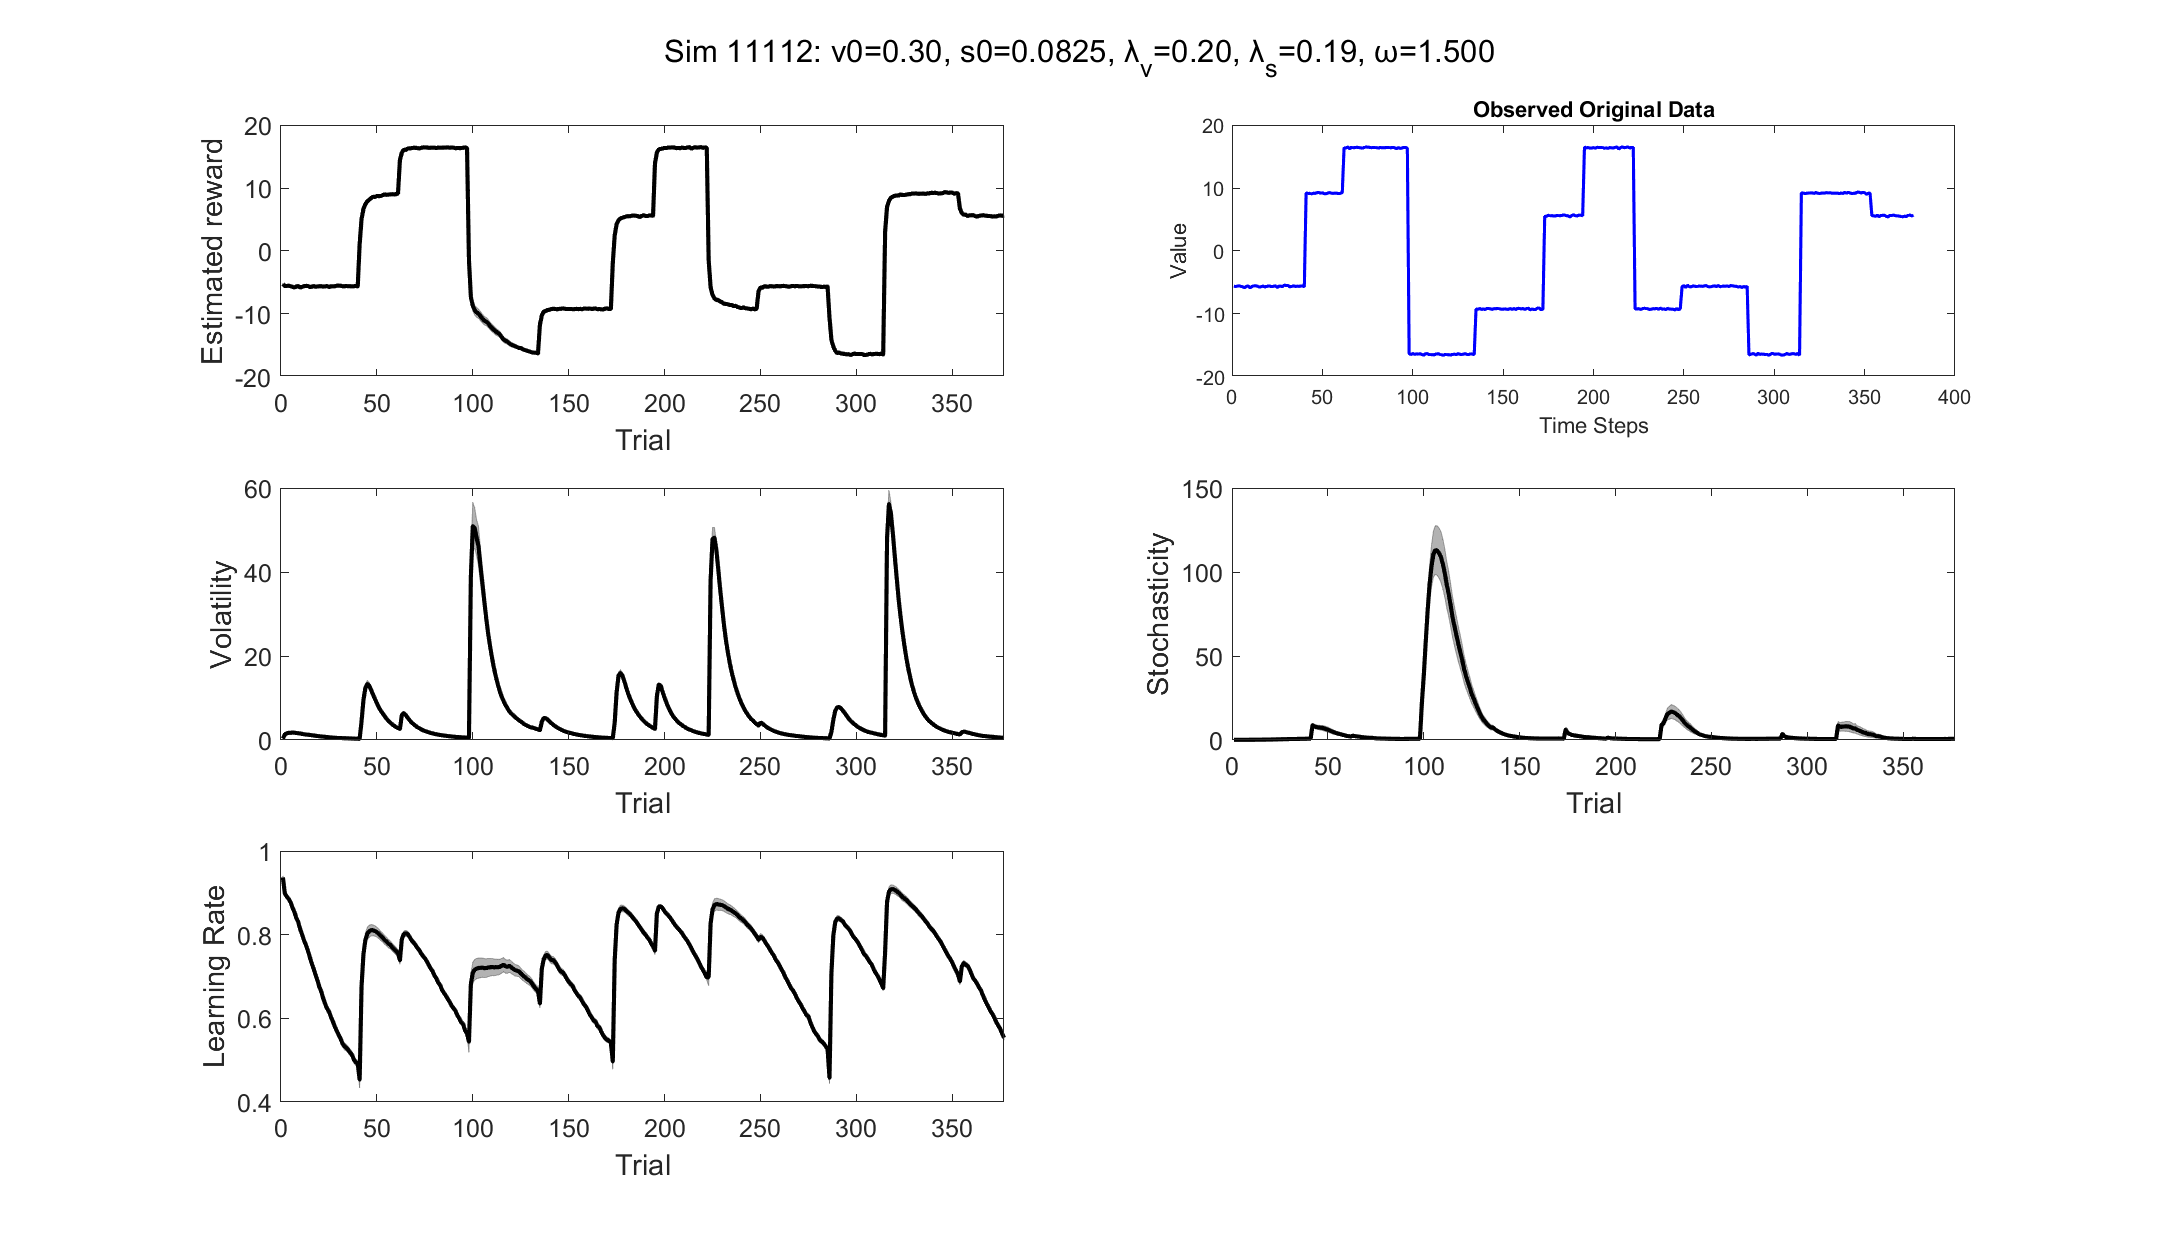 Sim 11112: v0=0.30, s0=0.0825, λv=0.20, λs=0.19, ω=1.500
Estimated reward
20
10
0
-10
-20
0 50 100 150 200 250 300 350
Trial
Observed Original Data
Value
20
10
0
-10
-20
0 50 100 150 200 250 300 350 400
Time Steps
Volatility
60
40
20
0
0 50 100 150 200 250 300 350
Trial
Stochasticity
150
100
50
0
0 50 100 150 200 250 300 350
Trial
Learning Rate
1
0.8
0.6
0.4
0 50 100 150 200 250 300 350
Trial